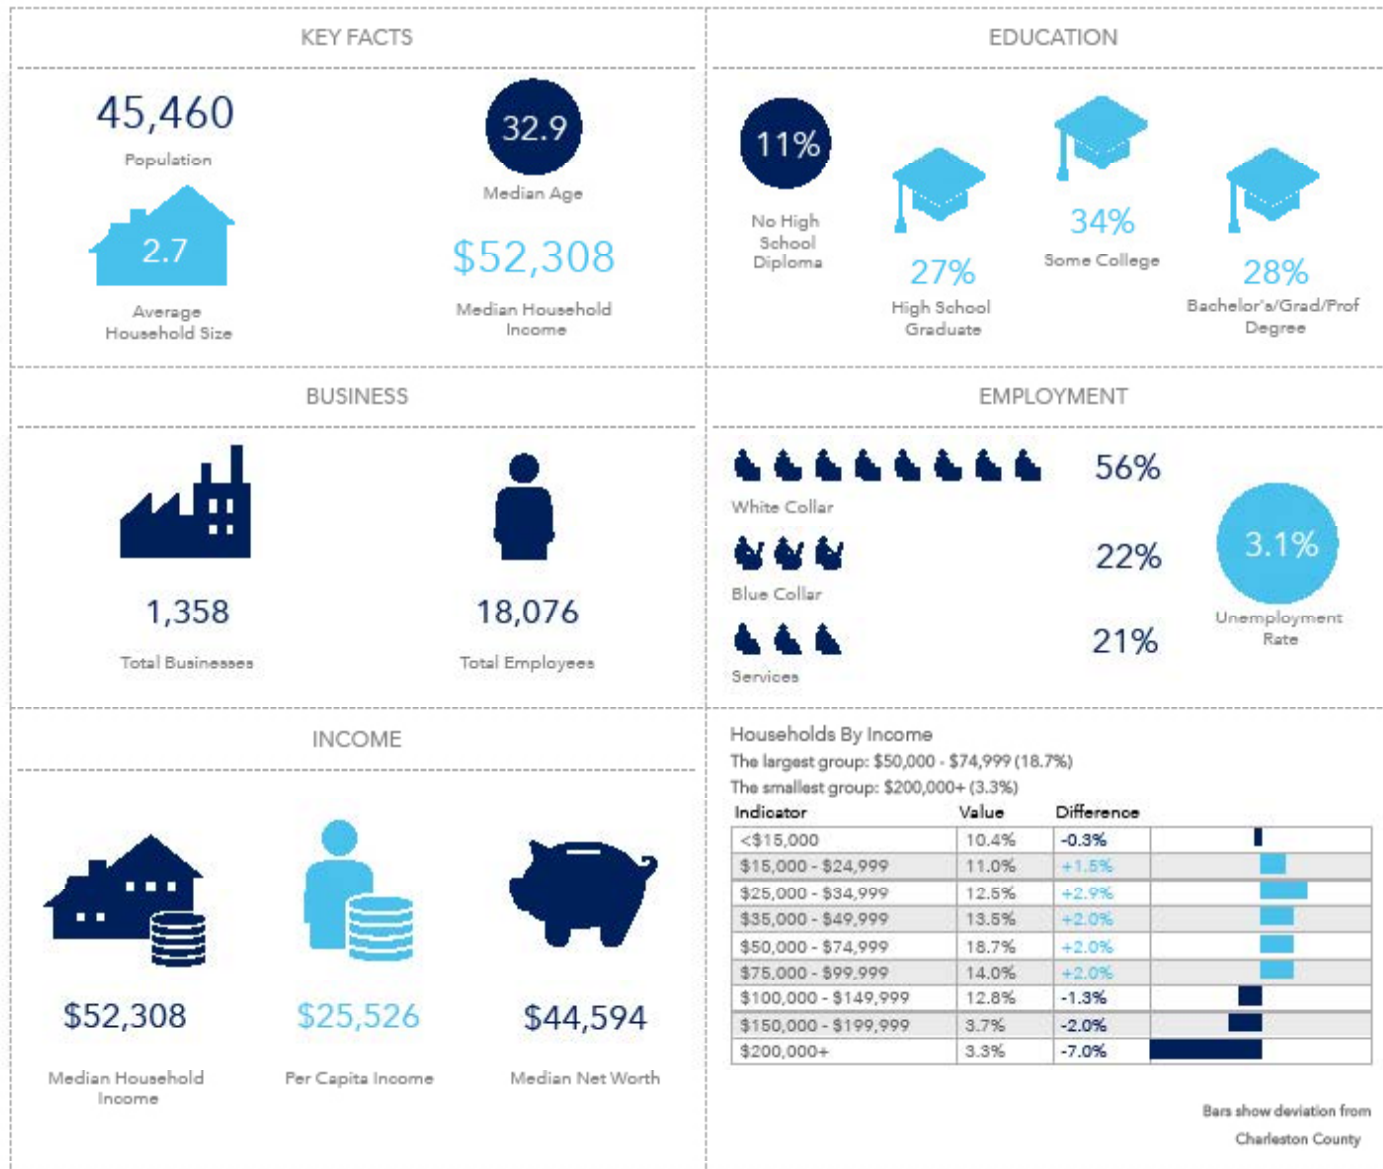 KEY FACTS
45,460
Population
32.9
Median Age
2.7
Average
Household Size
$52,308
Median Household
Income
EDUCATION
11%
No High
School
Diploma
27%
High School
Graduate
34%
Some College
28%
Bachelor's/Grad/Prof
Degree
BUSINESS
1,358
Total Businesses
18,076
Total Employees
EMPLOYMENT
56%
White Collar
22%
Blue Collar
21%
Services
3.1%
Unemployment
Rate
INCOME
$52,308
Median Household
Income
$25,526
Per Capita Income
$44,594
Median Net Worth
Households By Income
The largest group: $50,000 - $74,999 (18.7%)
The smallest group: $200,000+ (3.3%)
Indicator Value Difference
<$15,000 10.4% -0.3%
$15,000 - $24,999 11.0% +1.5%
$25,000 - $34,999 12.5% +2.9%
$35,000 - $49,999 13.5% +2.0%
$50,000 - $74,999 18.7% +2.0%
$75,000 - $99,999 14.0% +2.0%
$100,000 - $149,999 12.8% -1.3%
$150,000 - $199,999 3.7% -2.0%
$200,000+ 3.3% -7.0%
Bars show deviation from
Charleston County